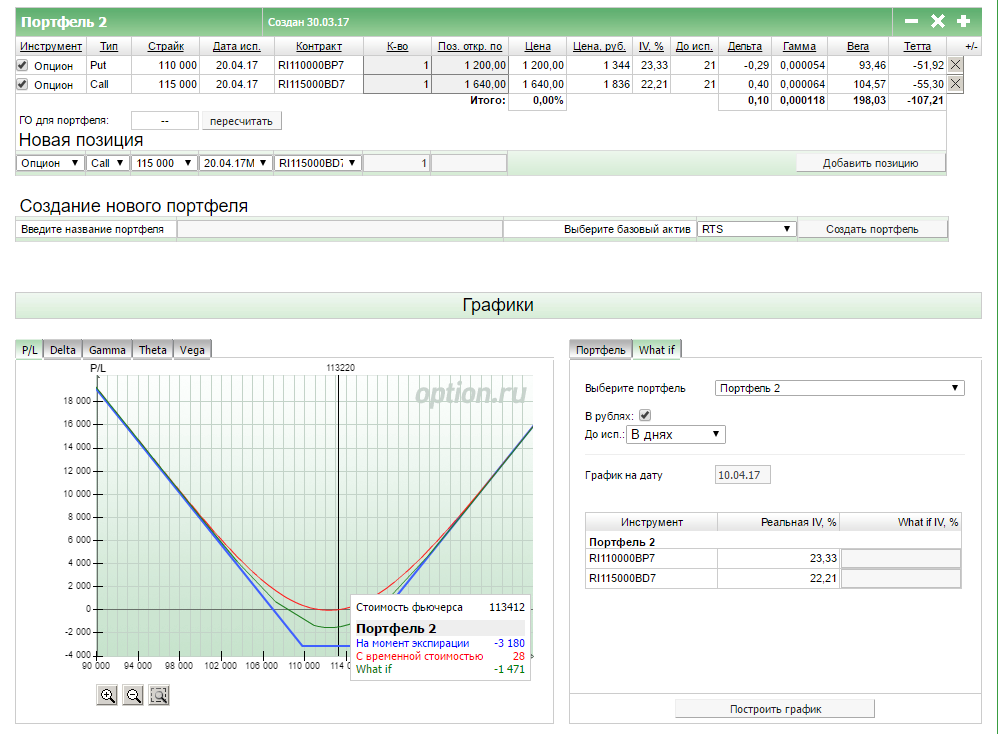 Портфель 2 Создан 30.03.17
Инструмент Тип Страйк Дата исп. Контракт К-во Поз. откр. по Цена Цена, руб. IV, % До исп. Дельта Гамма Вега Тетта +/-
Опцион Put 110 000 20.04.17 RI110000BP7 1 1 200,00 1 200,00 1 344 23,33 21 -0,29 0,000054 93,46 -51,92
Опцион Call 115 000 20.04.17 RI115000BD7 1 1 640,00 1 640,00 1 836 22,21 21 0,40 0,000064 104,57 -55,30
Итого: 0,00% 0,10 0,000118 198,03 -107,21
ГО для портфеля: -- пересчитать
Новая позиция
Опцион Call 115 000 20.04.17M RI115000BD7 1 Добавить позицию
Создание нового портфеля
Введите название портфеля Выберите базовый актив RTS Создать портфель
Графики
P/L Delta Gamma Theta Vega
P/L 113220
option.ru
18 000
16 000
14 000
12 000
10 000
8 000
6 000
4 000
2 000
0
-2 000
-4 000
90 000 94 000 98 000 102 000 106 000 110 000 114 0
Стоимость фьючерса 113412
Портфель 2
На момент экспирации -3 180
С временной стоимостью 28
What if -1 471
Портфель What if
Выберите портфель Портфель 2
В рублях:
До исп.: В днях
График на дату 10.04.17
Инструмент Реальная IV, % What if IV, %
Портфель 2
RI110000BP7 23,33
RI115000BD7 22,21
Построить график